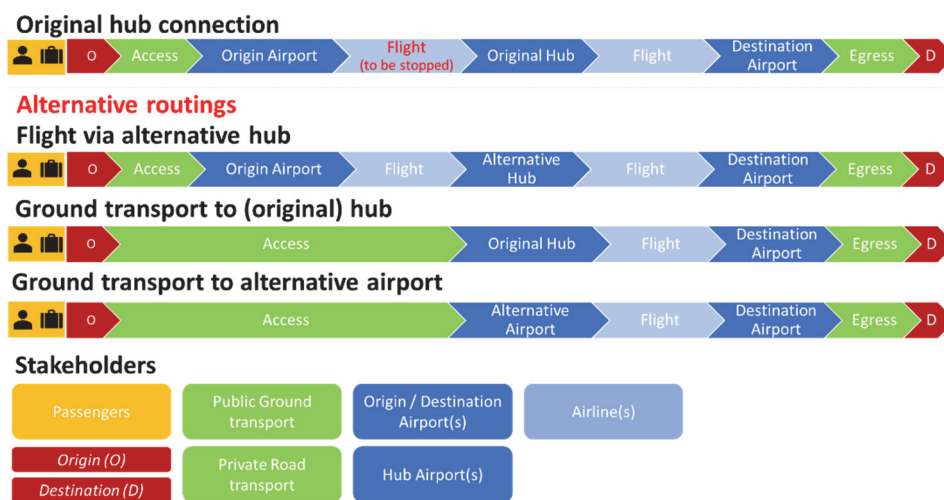 Original hub connection
O Access Origin Airport Flight (to be stopped) Original Hub Flight Destination Airport Egress D
Alternative routings
Flight via alternative hub
O Access Origin Airport Flight Alternative Hub Flight Destination Airport Egress D
Ground transport to (original) hub
O Access Original Hub Flight Destination Airport Egress D
Ground transport to alternative airport
O Access Alternative Airport Flight Destination Airport Egress D
Stakeholders
Passengers
Public Ground transport
Origin / Destination Airport(s)
Airline(s)
Origin (O)
Destination (D)
Private Road transport
Hub Airport(s)